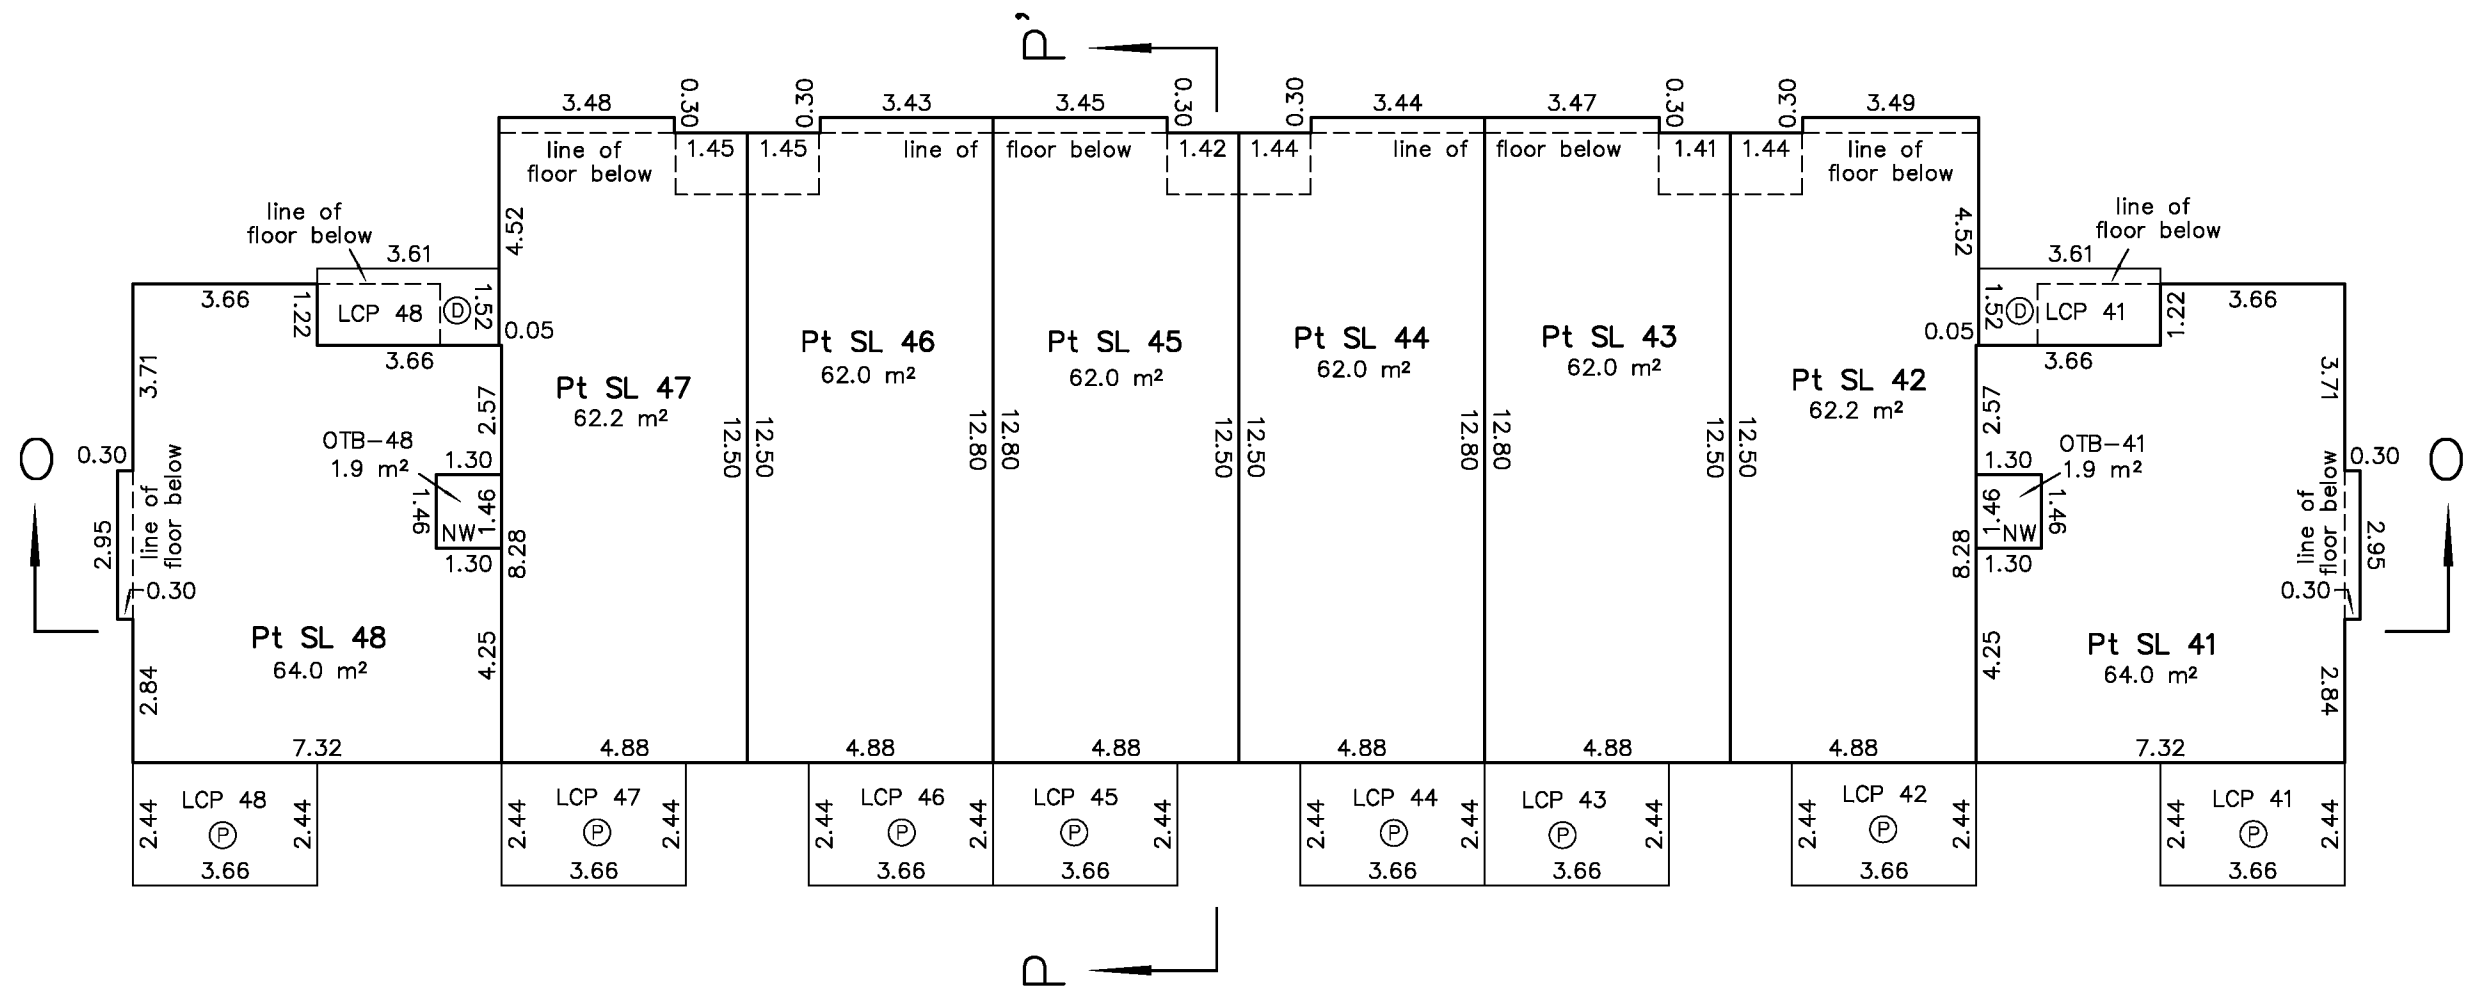 P'
3.48
0.30
0.30
3.43
3.45
0.30
0.30
3.44
3.47
0.30
0.30
3.49
line of
floor below
1.45
1.45
line of
floor below
1.42
1.44
line of
floor below
1.41
1.44
line of
floor below
line of
floor below
3.61
4.52
4.52
line of
floor below
3.61
3.66
1.22
LCP 48
D
1.52
0.05
3.66
0.05
1.52
D
LCP 41
1.22
3.66
3.66
3.71
Pt SL 47
62.2 m²
Pt SL 46
62.0 m²
Pt SL 45
62.0 m²
Pt SL 44
62.0 m²
Pt SL 43
62.0 m²
Pt SL 42
62.2 m²
3.71
2.57
2.57
OTB-48
1.9 m²
OTB-41
1.9 m²
12.50
12.50
12.80
12.80
12.50
12.50
12.80
12.80
12.50
12.50
O
0.30
line of
floor below
2.95
0.30
1.30
1.46
1.46
NW
1.30
8.28
8.28
1.30
1.46
NW
1.46
1.30
line of
floor below
0.30
2.95
0.30
O
Pt SL 48
64.0 m²
4.25
4.25
Pt SL 41
64.0 m²
2.84
2.84
7.32
4.88
4.88
4.88
4.88
4.88
4.88
7.32
2.44
LCP 48
P
2.44
3.66
2.44
LCP 47
P
2.44
3.66
2.44
LCP 46
P
2.44
3.66
LCP 45
P
2.44
3.66
2.44
LCP 44
P
2.44
3.66
LCP 43
P
2.44
3.66
2.44
LCP 42
P
2.44
3.66
2.44
LCP 41
P
2.44
3.66
P